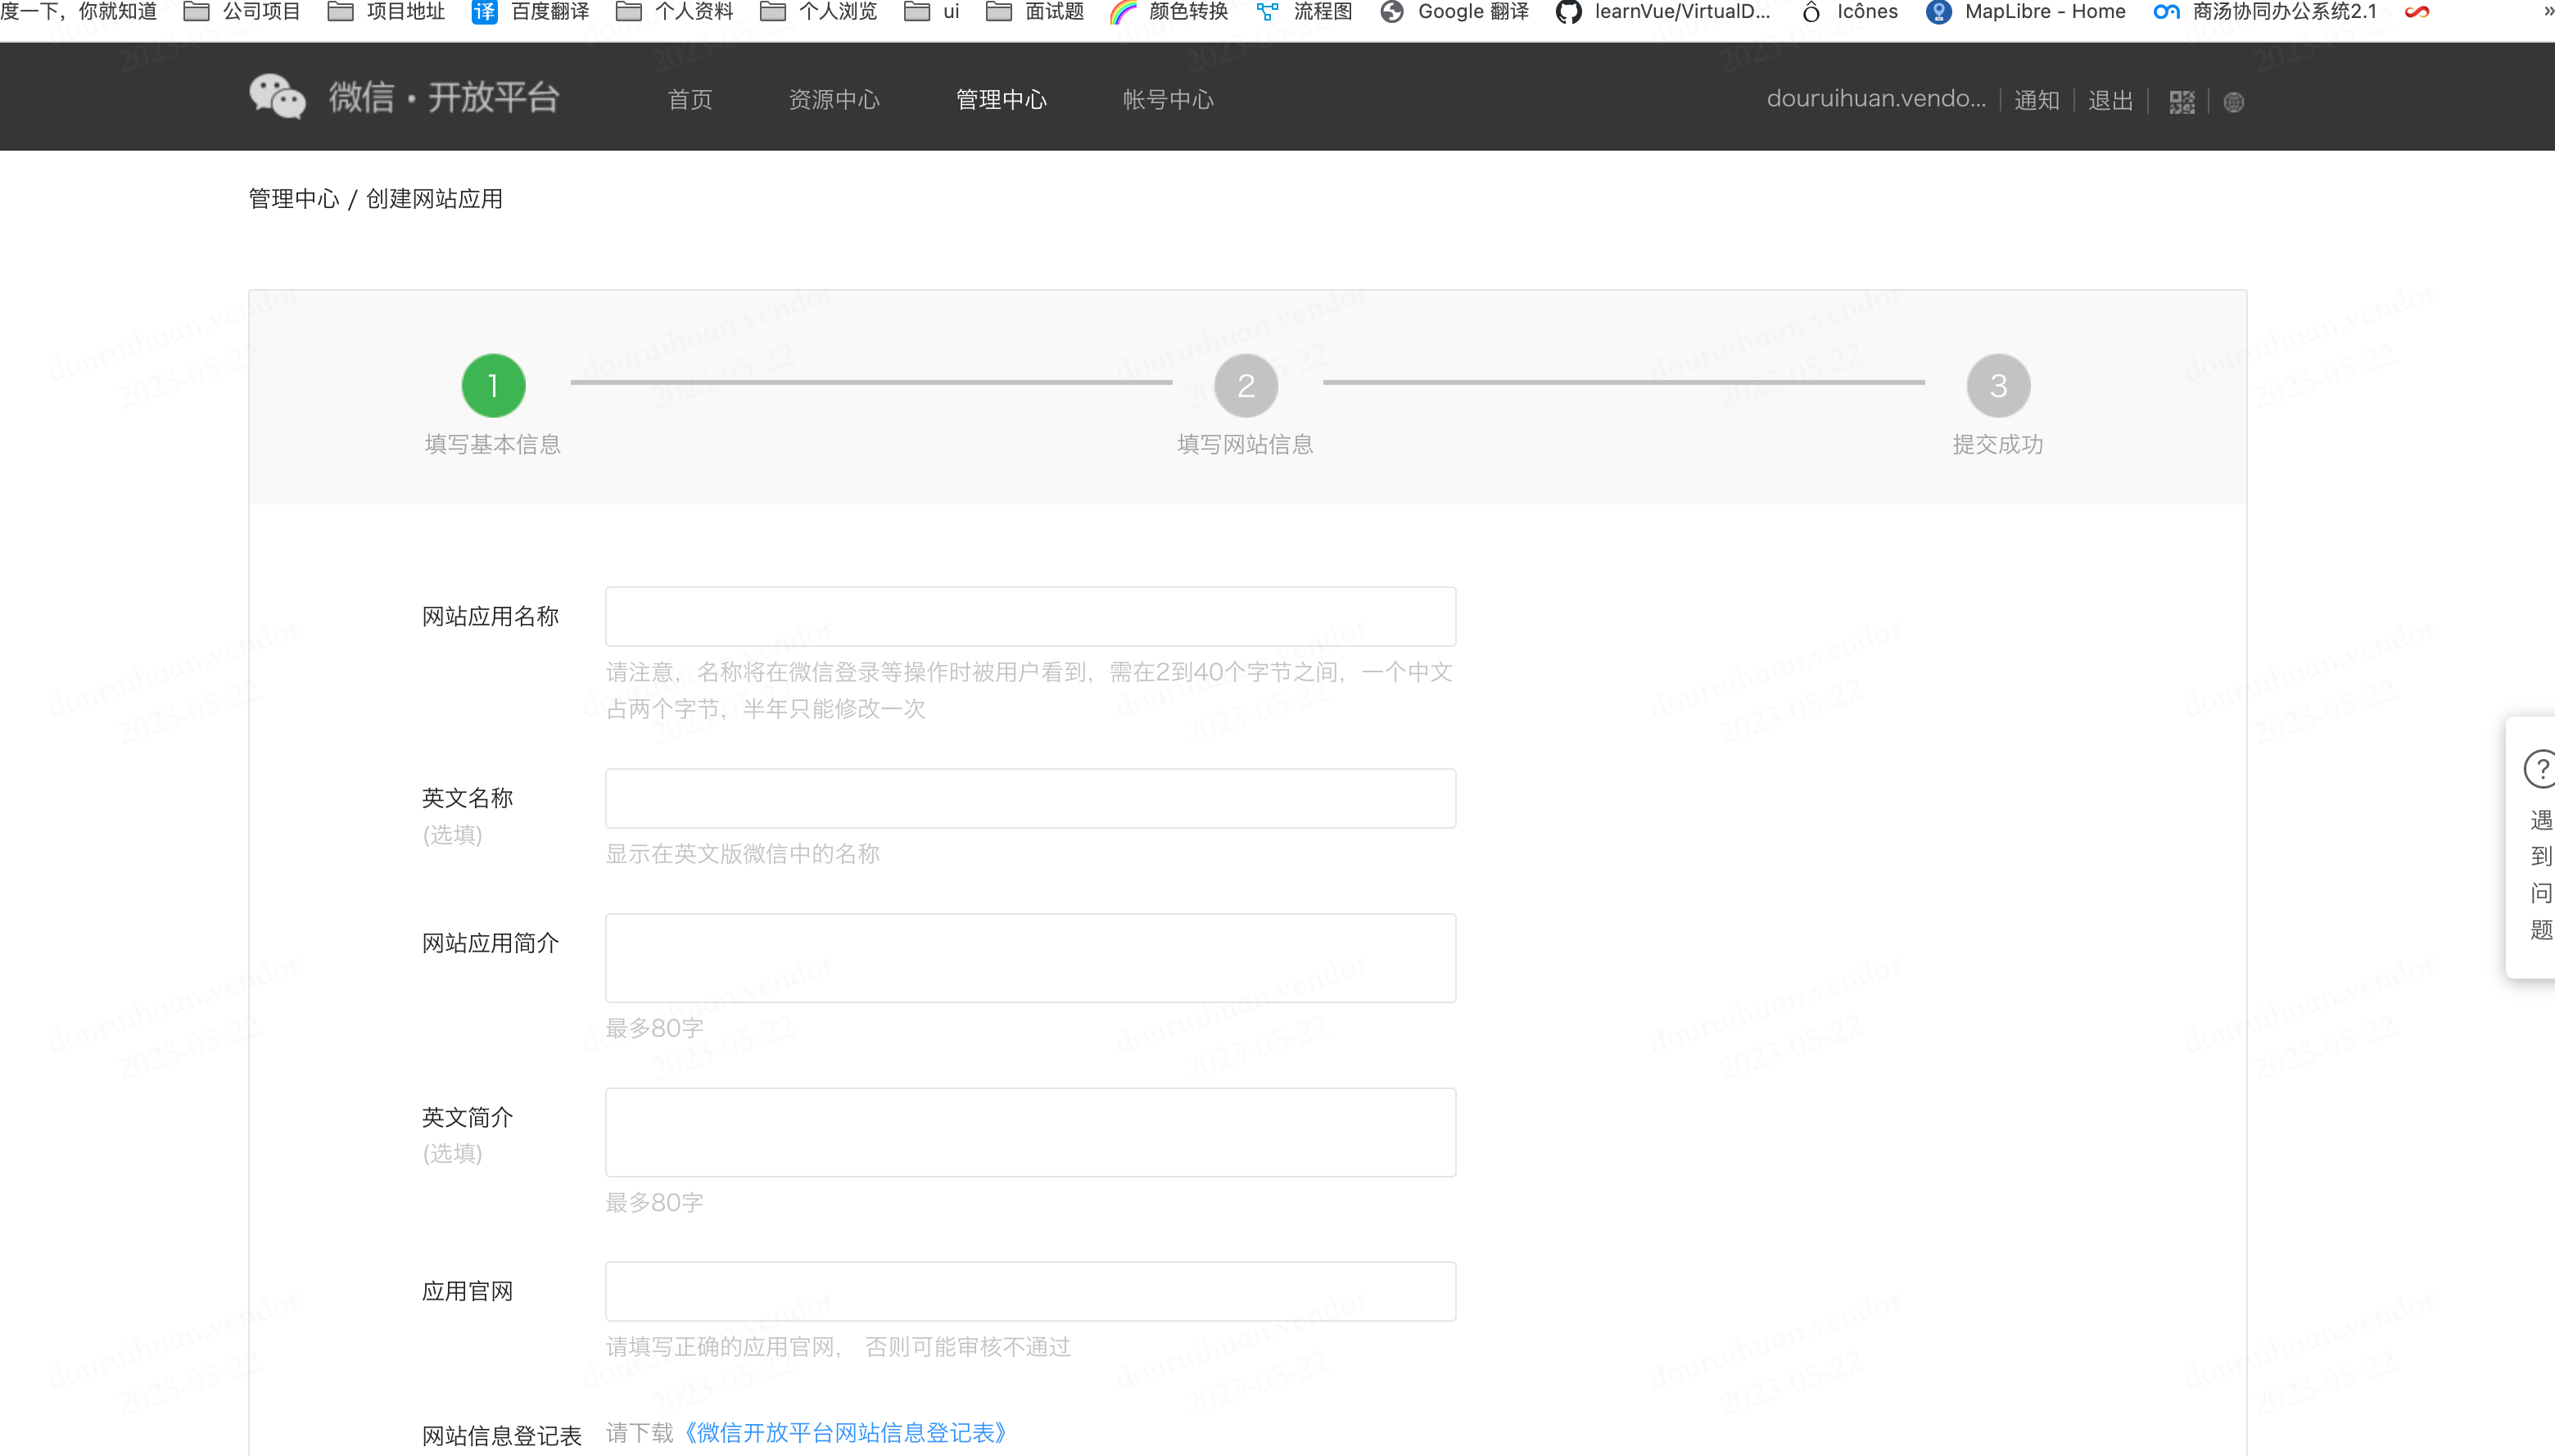 度一下，你就知道 公司项目 项目地址 译 百度翻译 个人资料 个人浏览 ui 面试题 颜色转换 流程图 Google 翻译 learnVue/VirtualD... Icônes MapLibre - Home 商汤协同办公系统2.1 »
微信·开放平台 首页 资源中心 管理中心 帐号中心 douruihuan.vendo... 通知 退出
管理中心 / 创建网站应用
1 2 3
填写基本信息 填写网站信息 提交成功
网站应用名称
请注意，名称将在微信登录等操作时被用户看到，需在2到40个字节之间，一个中文
占两个字节，半年只能修改一次
英文名称
(选填)
显示在英文版微信中的名称
网站应用简介
最多80字
英文简介
(选填)
最多80字
应用官网
请填写正确的应用官网， 否则可能审核不通过
网站信息登记表 请下载《微信开放平台网站信息登记表》
?
遇
到
问
题
douruihuan.vendor
2023-05-22